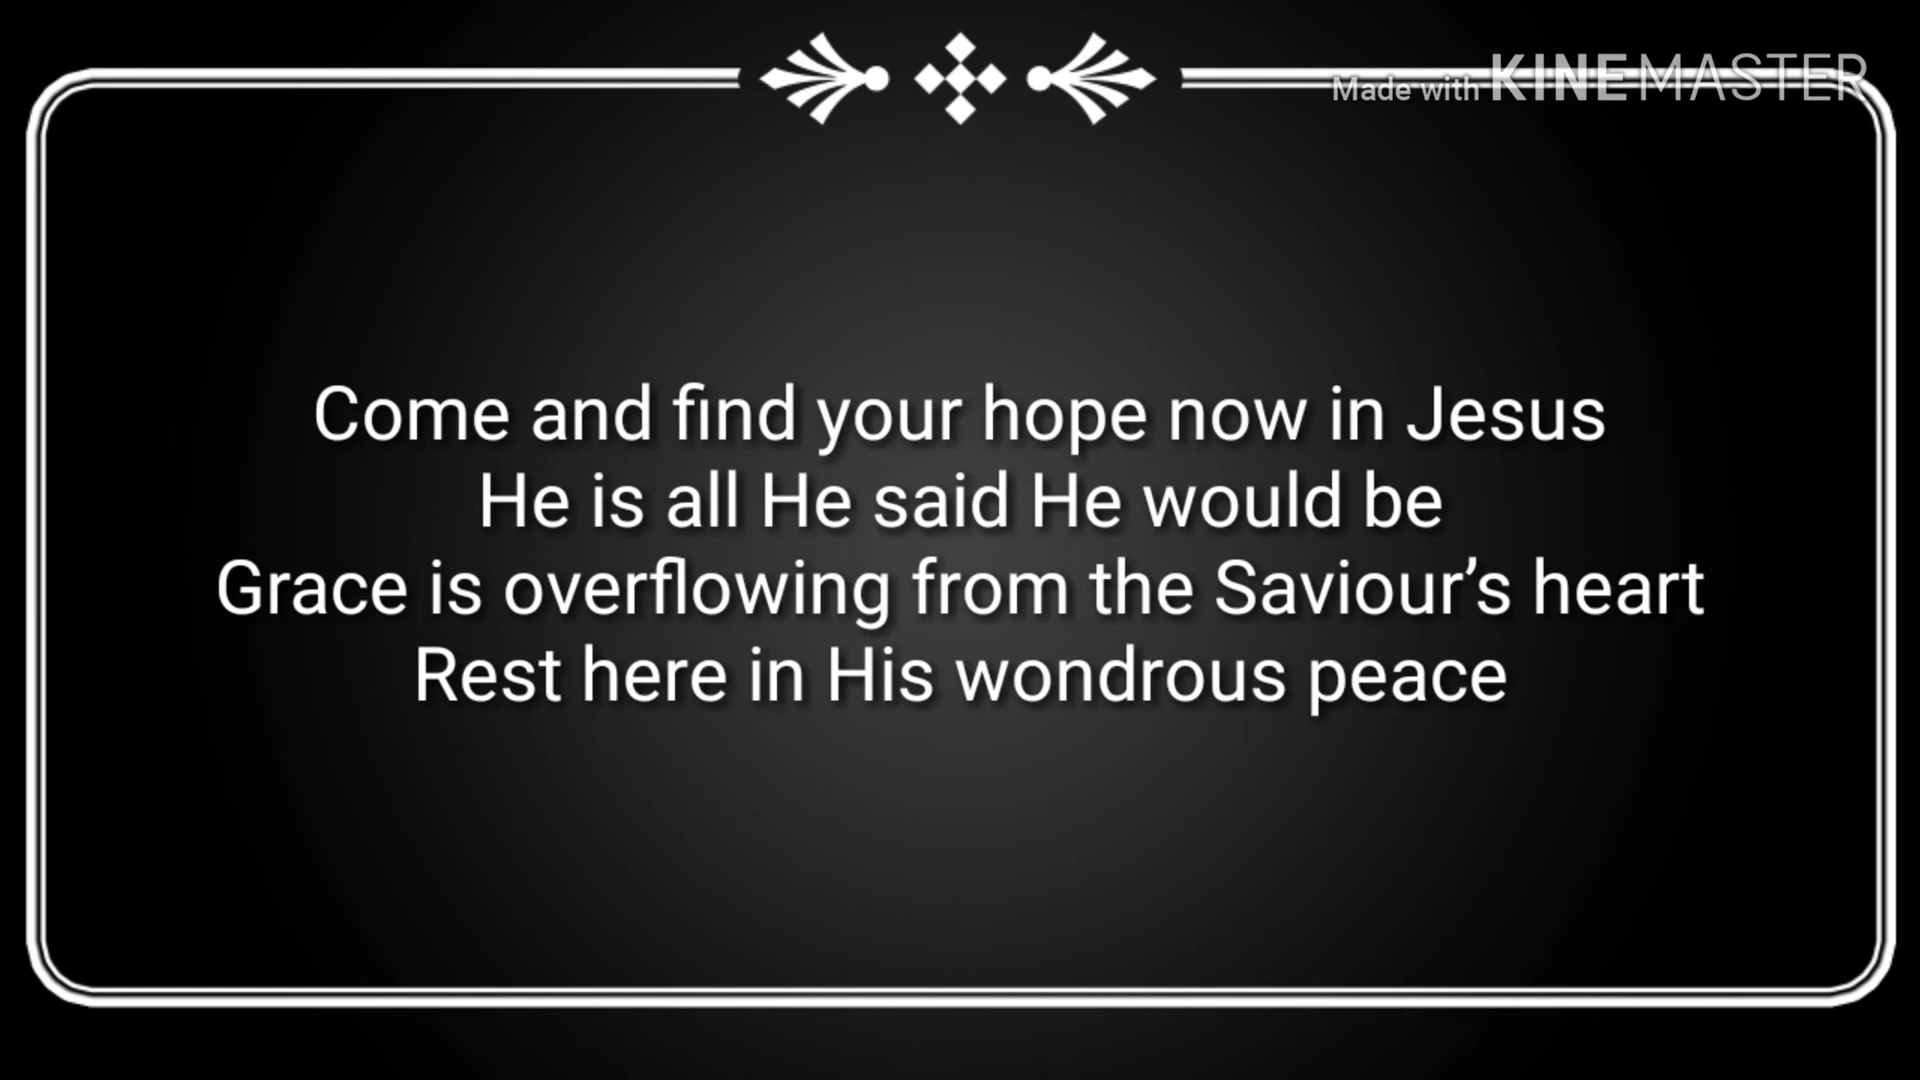 Made with KINEMASTER
Come and find your hope now in Jesus
He is all He said He would be
Grace is overflowing from the Saviour’s heart
Rest here in His wondrous peace